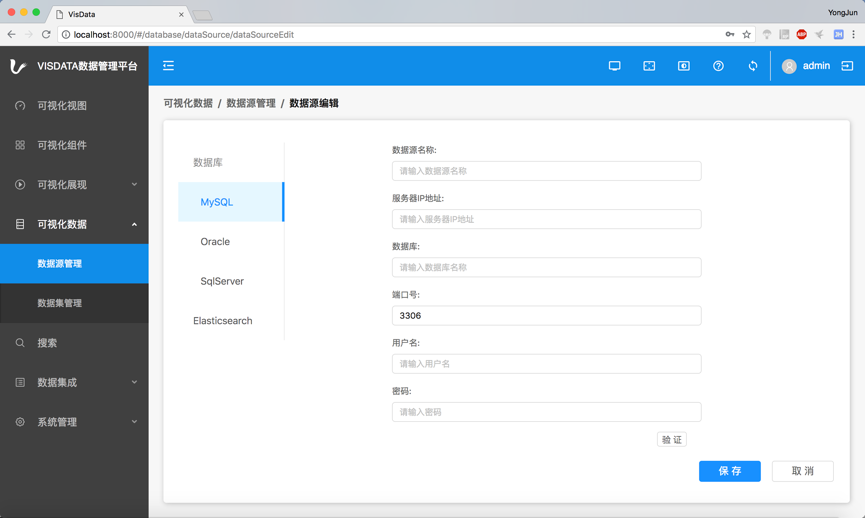 VisData
YongJun
localhost:8000/#/database/dataSource/dataSourceEdit
ABP
JH
VISDATA数据管理平台
admin
可视化视图
可视化组件
可视化展现
可视化数据
数据源管理
数据集管理
搜索
数据集成
系统管理
可视化数据 / 数据源管理 / 数据源编辑
数据库
MySQL
Oracle
SqlServer
Elasticsearch
数据源名称:
请输入数据源名称
服务器IP地址:
请输入服务器IP地址
数据库:
请输入数据库名称
端口号:
3306
用户名:
请输入用户名
密码:
请输入密码
验 证
保 存
取 消